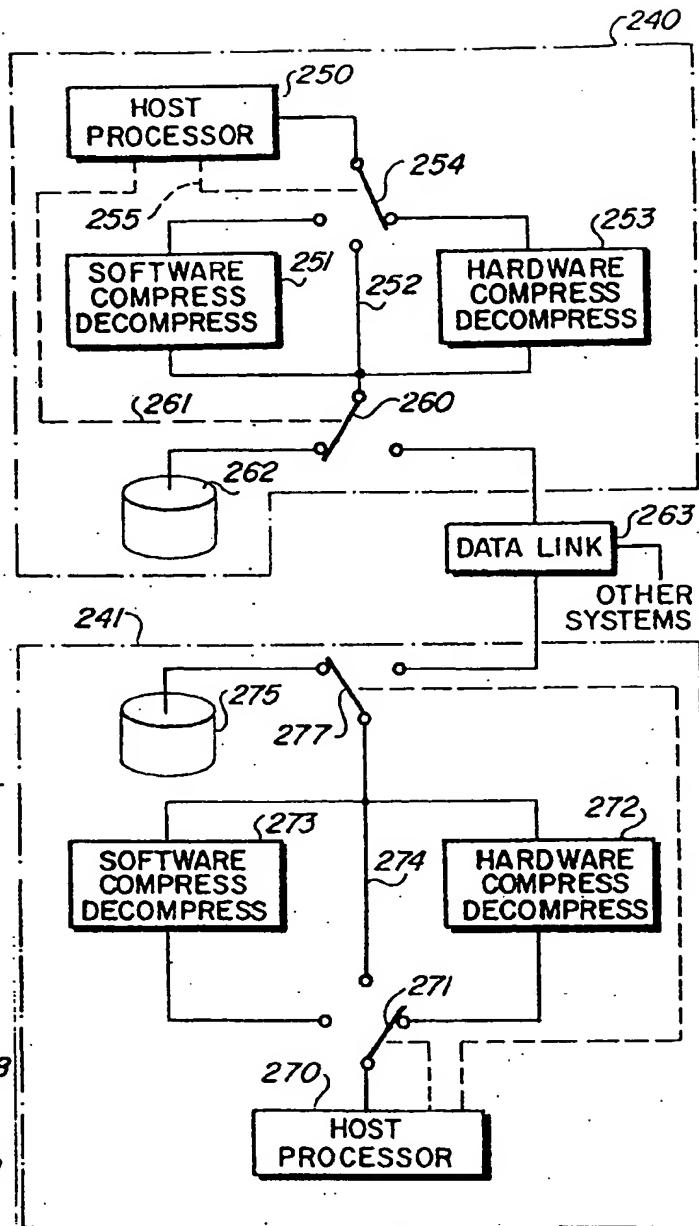 240
250
HOST
PROCESSOR
254
255
253
SOFTWARE
COMPRESS
DECOMPRESS
251
252
HARDWARE
COMPRESS
DECOMPRESS
261
260
262
263
DATA LINK
OTHER
SYSTEMS
241
275
277
273
272
SOFTWARE
COMPRESS
DECOMPRESS
274
HARDWARE
COMPRESS
DECOMPRESS
271
270
HOST
PROCESSOR